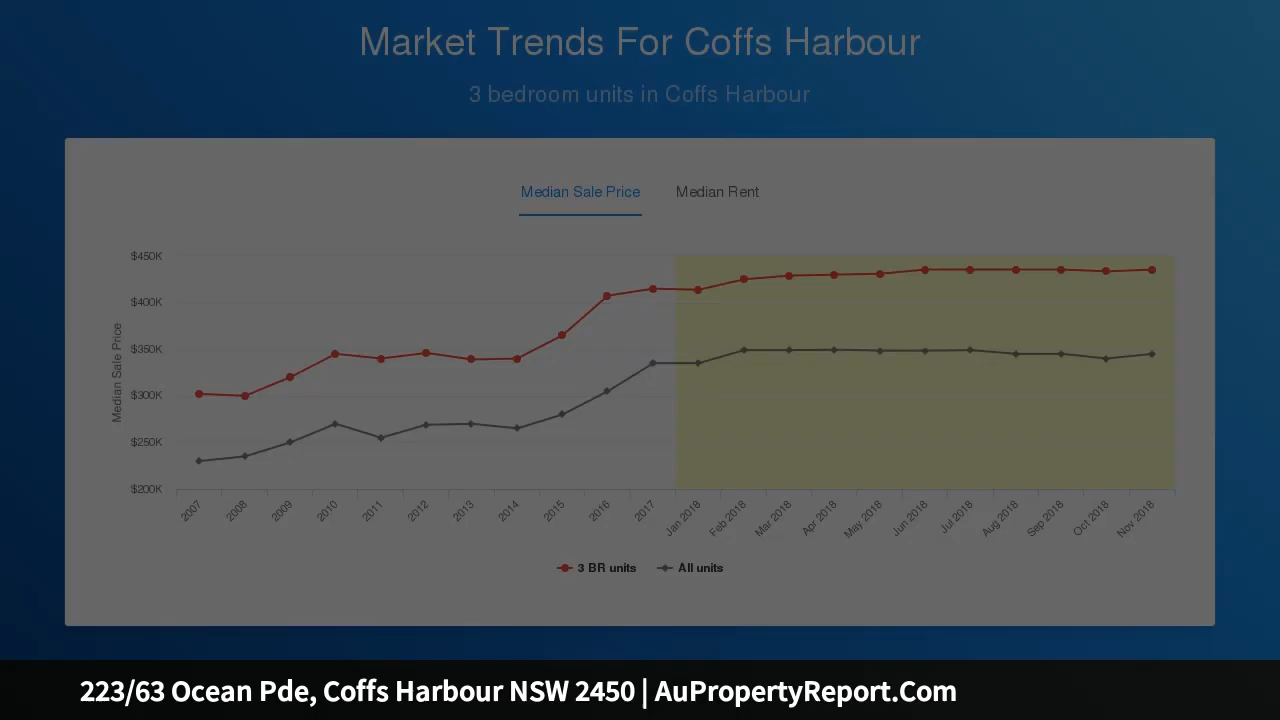 Market Trends For Coffs Harbour
3 bedroom units in Coffs Harbour
Median Sale Price Median Rent
Median Sale Price
$450K
$400K
$350K
$300K
$250K
$200K
2007 2008 2009 2010 2011 2012 2013 2014 2015 2016 2017 Jan 2018 Feb 2018 Mar 2018 Apr 2018 May 2018 Jun 2018 Jul 2018 Aug 2018 Sep 2018 Oct 2018 Nov 2018
3 BR units All units
223/63 Ocean Pde, Coffs Harbour NSW 2450 | AuPropertyReport.Com